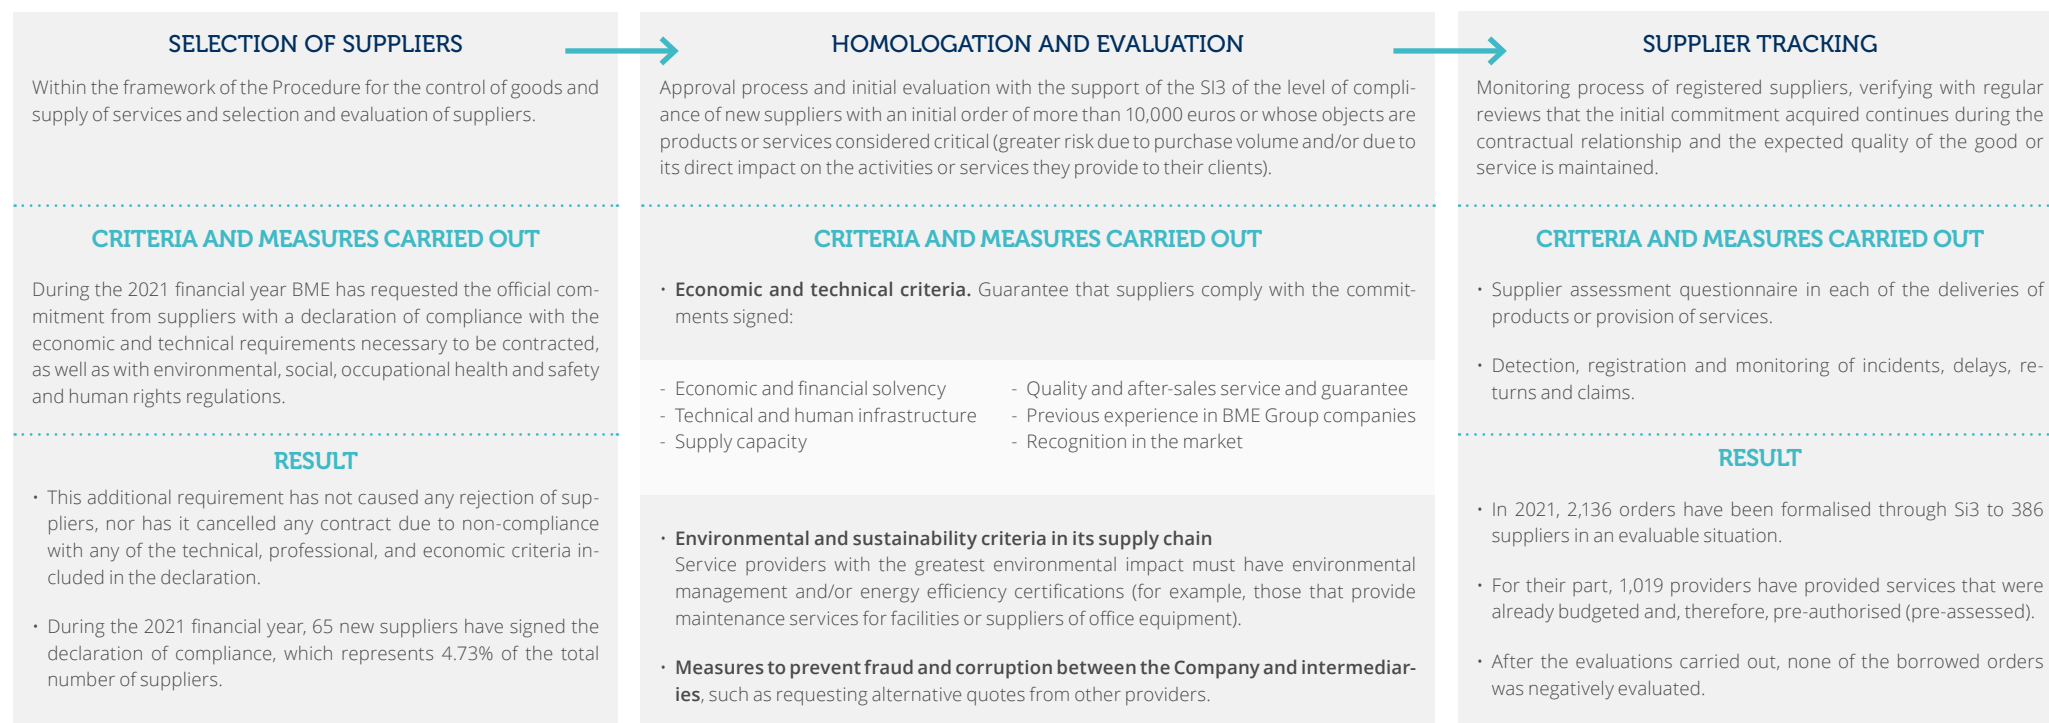 SELECTION OF SUPPLIERS
Within the framework of the Procedure for the control of goods and
supply of services and selection and evaluation of suppliers.
CRITERIA AND MEASURES CARRIED OUT
During the 2021 financial year BME has requested the official com-
mitment from suppliers with a declaration of compliance with the
economic and technical requirements necessary to be contracted,
as well as with environmental, social, occupational health and safety
and human rights regulations.
RESULT
• This additional requirement has not caused any rejection of sup-
pliers, nor has it cancelled any contract due to non-compliance
with any of the technical, professional, and economic criteria in-
cluded in the declaration.
• During the 2021 financial year, 65 new suppliers have signed the
declaration of compliance, which represents 4.73% of the total
number of suppliers.
HOMOLOGATION AND EVALUATION
Approval process and initial evaluation with the support of the SI3 of the level of compli-
ance of new suppliers with an initial order of more than 10,000 euros or whose objects are
products or services considered critical (greater risk due to purchase volume and/or due to
its direct impact on the activities or services they provide to their clients).
CRITERIA AND MEASURES CARRIED OUT
• Economic and technical criteria. Guarantee that suppliers comply with the commit-
ments signed:
- Economic and financial solvency
- Technical and human infrastructure
- Supply capacity
- Quality and after-sales service and guarantee
- Previous experience in BME Group companies
- Recognition in the market
• Environmental and sustainability criteria in its supply chain
Service providers with the greatest environmental impact must have environmental
management and/or energy efficiency certifications (for example, those that provide
maintenance services for facilities or suppliers of office equipment).
• Measures to prevent fraud and corruption between the Company and intermediar-
ies, such as requesting alternative quotes from other providers.
SUPPLIER TRACKING
Monitoring process of registered suppliers, verifying with regular
reviews that the initial commitment acquired continues during the
contractual relationship and the expected quality of the good or
service is maintained.
CRITERIA AND MEASURES CARRIED OUT
• Supplier assessment questionnaire in each of the deliveries of
products or provision of services.
• Detection, registration and monitoring of incidents, delays, re-
turns and claims.
RESULT
• In 2021, 2,136 orders have been formalised through Si3 to 386
suppliers in an evaluable situation.
• For their part, 1,019 providers have provided services that were
already budgeted and, therefore, pre-authorised (pre-assessed).
• After the evaluations carried out, none of the borrowed orders
was negatively evaluated.